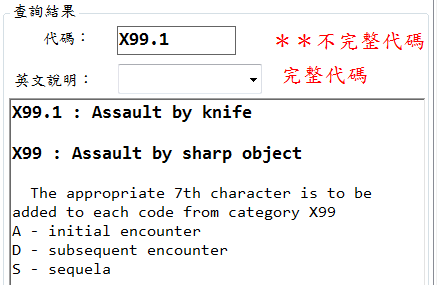 查詢結果
代碼： X99.1 ＊＊不完整代碼
英文說明： 完整代碼
X99.1 : Assault by knife
X99 : Assault by sharp object
The appropriate 7th character is to be
added to each code from category X99
A - initial encounter
D - subsequent encounter
S - sequela